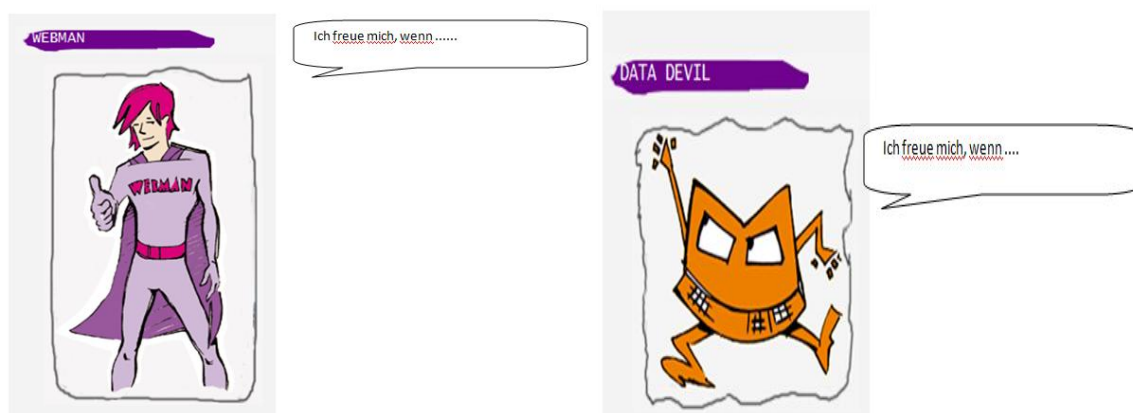 WEBMAN
Ich freue mich, wenn ......
WEBMAN
DATA DEVIL
Ich freue mich, wenn ....